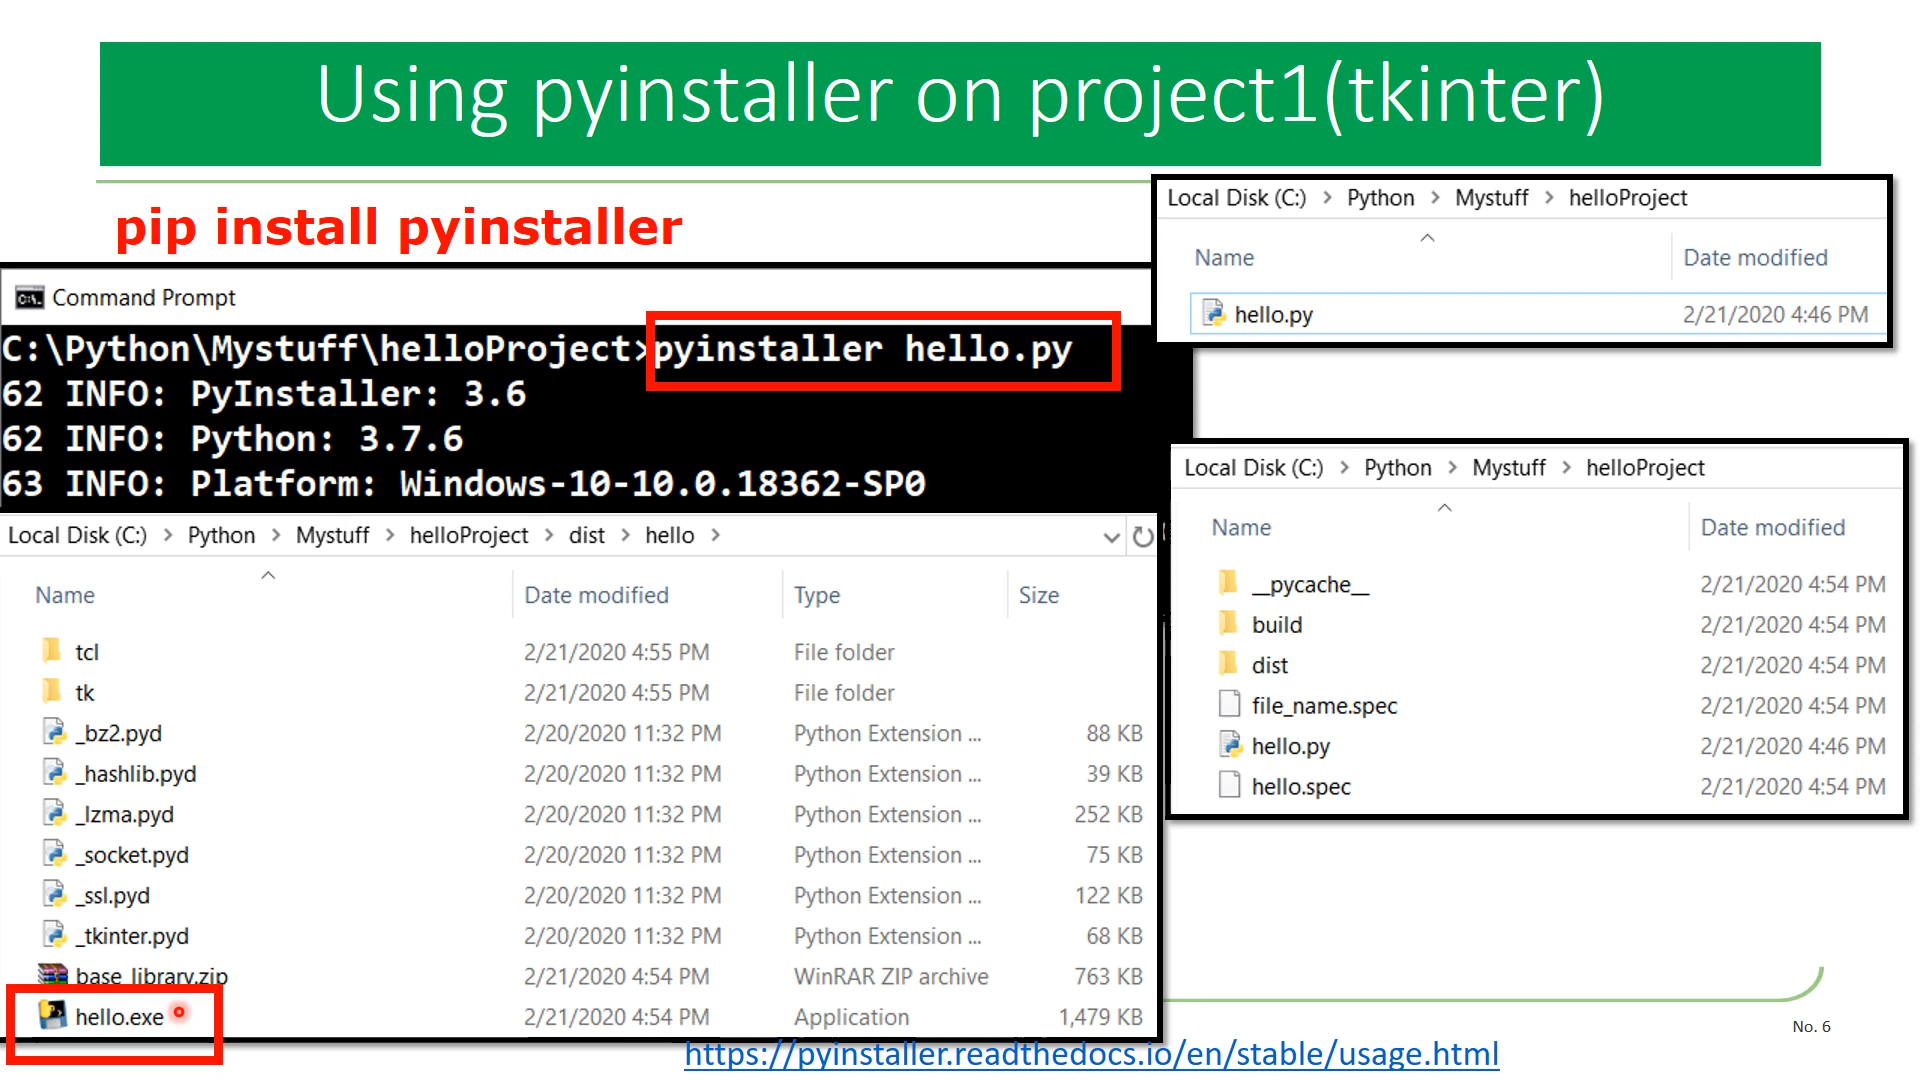 Using pyinstaller on project1(tkinter)
pip install pyinstaller
Local Disk (C:) > Python > Mystuff > helloProject
Name Date modified
hello.py 2/21/2020 4:46 PM
Command Prompt
C:\Python\Mystuff\helloProject>pyinstaller hello.py
62 INFO: PyInstaller: 3.6
62 INFO: Python: 3.7.6
63 INFO: Platform: Windows-10-10.0.18362-SP0
Local Disk (C:) > Python > Mystuff > helloProject
Name Date modified
__pycache__ 2/21/2020 4:54 PM
build 2/21/2020 4:54 PM
dist 2/21/2020 4:54 PM
file_name.spec 2/21/2020 4:54 PM
hello.py 2/21/2020 4:46 PM
hello.spec 2/21/2020 4:54 PM
Local Disk (C:) > Python > Mystuff > helloProject > dist > hello >
Name Date modified Type Size
tcl 2/21/2020 4:55 PM File folder
tk 2/21/2020 4:55 PM File folder
_bz2.pyd 2/20/2020 11:32 PM Python Extension ... 88 KB
_hashlib.pyd 2/20/2020 11:32 PM Python Extension ... 39 KB
_lzma.pyd 2/20/2020 11:32 PM Python Extension ... 252 KB
_socket.pyd 2/20/2020 11:32 PM Python Extension ... 75 KB
_ssl.pyd 2/20/2020 11:32 PM Python Extension ... 122 KB
_tkinter.pyd 2/20/2020 11:32 PM Python Extension ... 68 KB
base_library.zip 2/21/2020 4:54 PM WinRAR ZIP archive 763 KB
hello.exe 2/21/2020 4:54 PM Application 1,479 KB
No. 6
https://pyinstaller.readthedocs.io/en/stable/usage.html